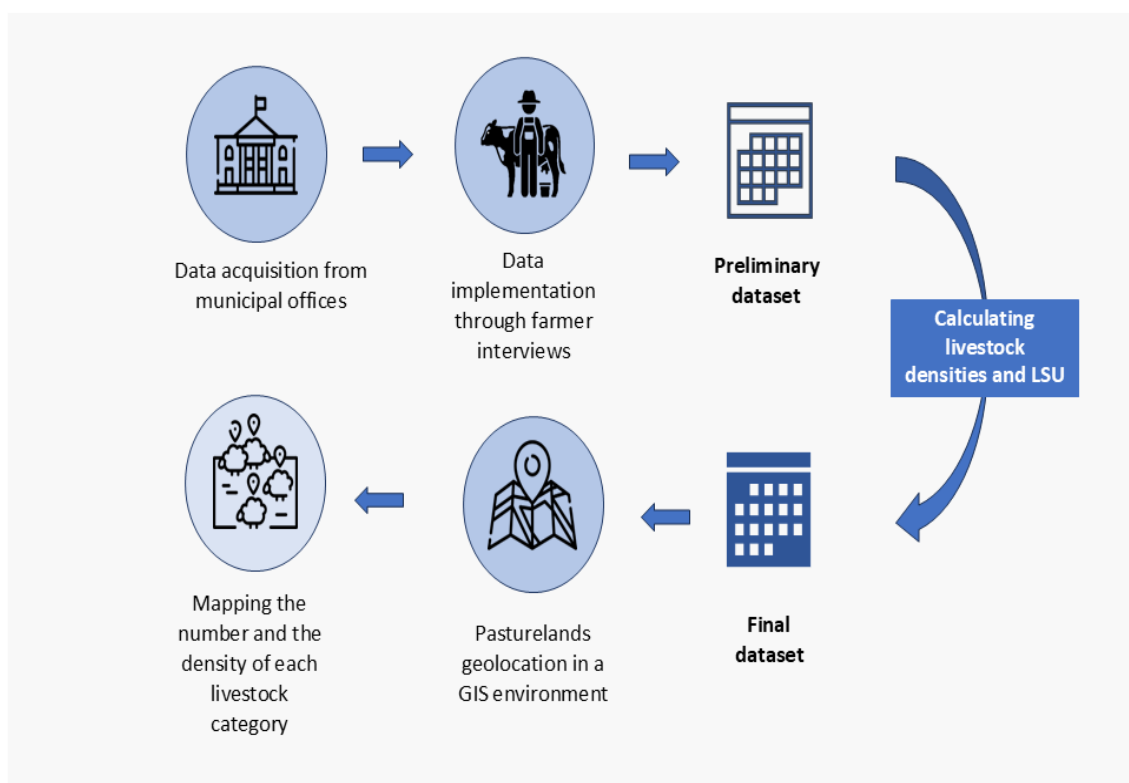 Data acquisition from
municipal offices
Data
implementation
through farmer
interviews
Preliminary
dataset
Calculating
livestock
densities and LSU
Final
dataset
Pasturelands
geolocation in a
GIS environment
Mapping the
number and the
density of each
livestock
category